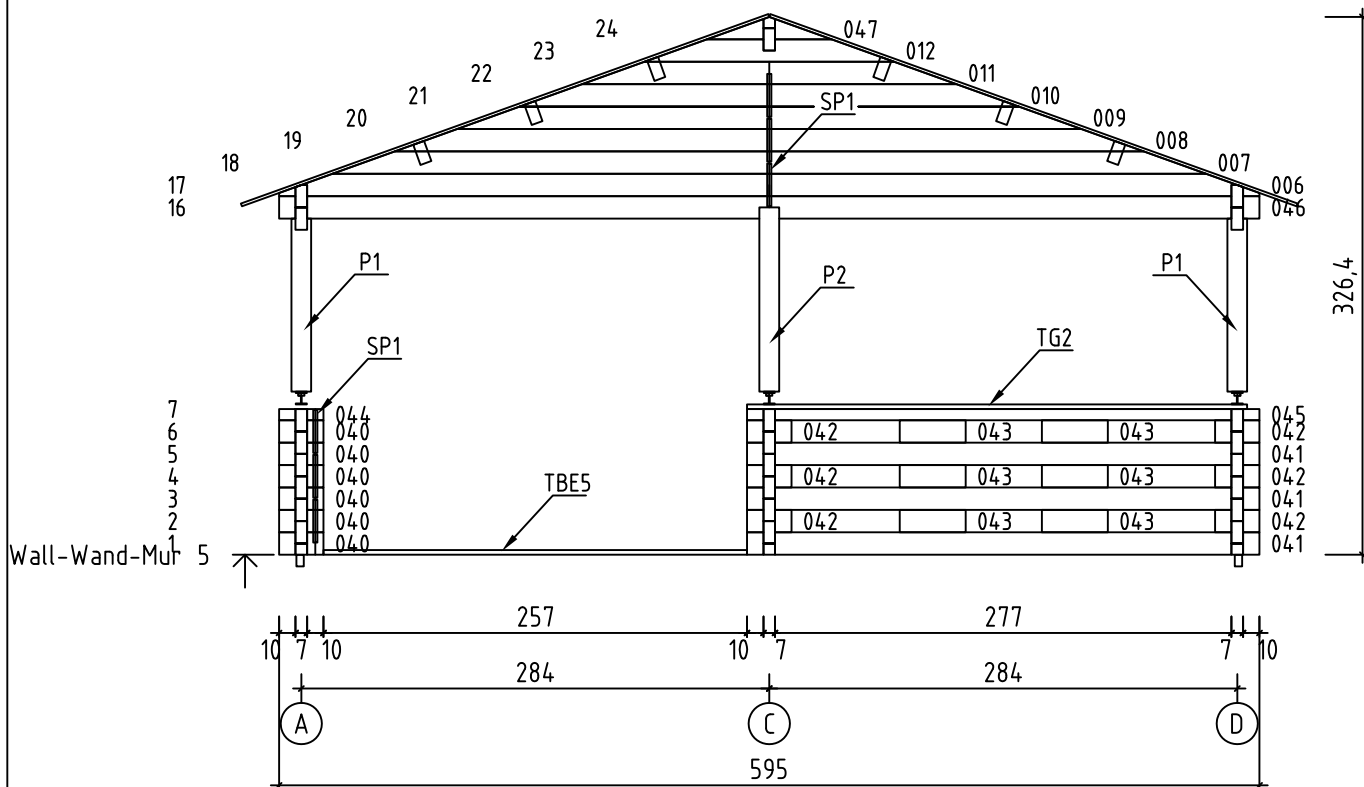 24 047
23 012
22 011
21 SP1 010
20 009
19 008
18 007
17 006
16 046
P1 P2 P1
326,4
SP1 TG2
7 044 045
6 040 042 043 043 042
5 040 041
4 040 042 043 043 042
3 040 TBE5 041
2 040 042 043 043 042
1 040 041
Wall-Wand-Mur 5
257 277
10 7 10 10 7 7 10
284 284
A C D
595